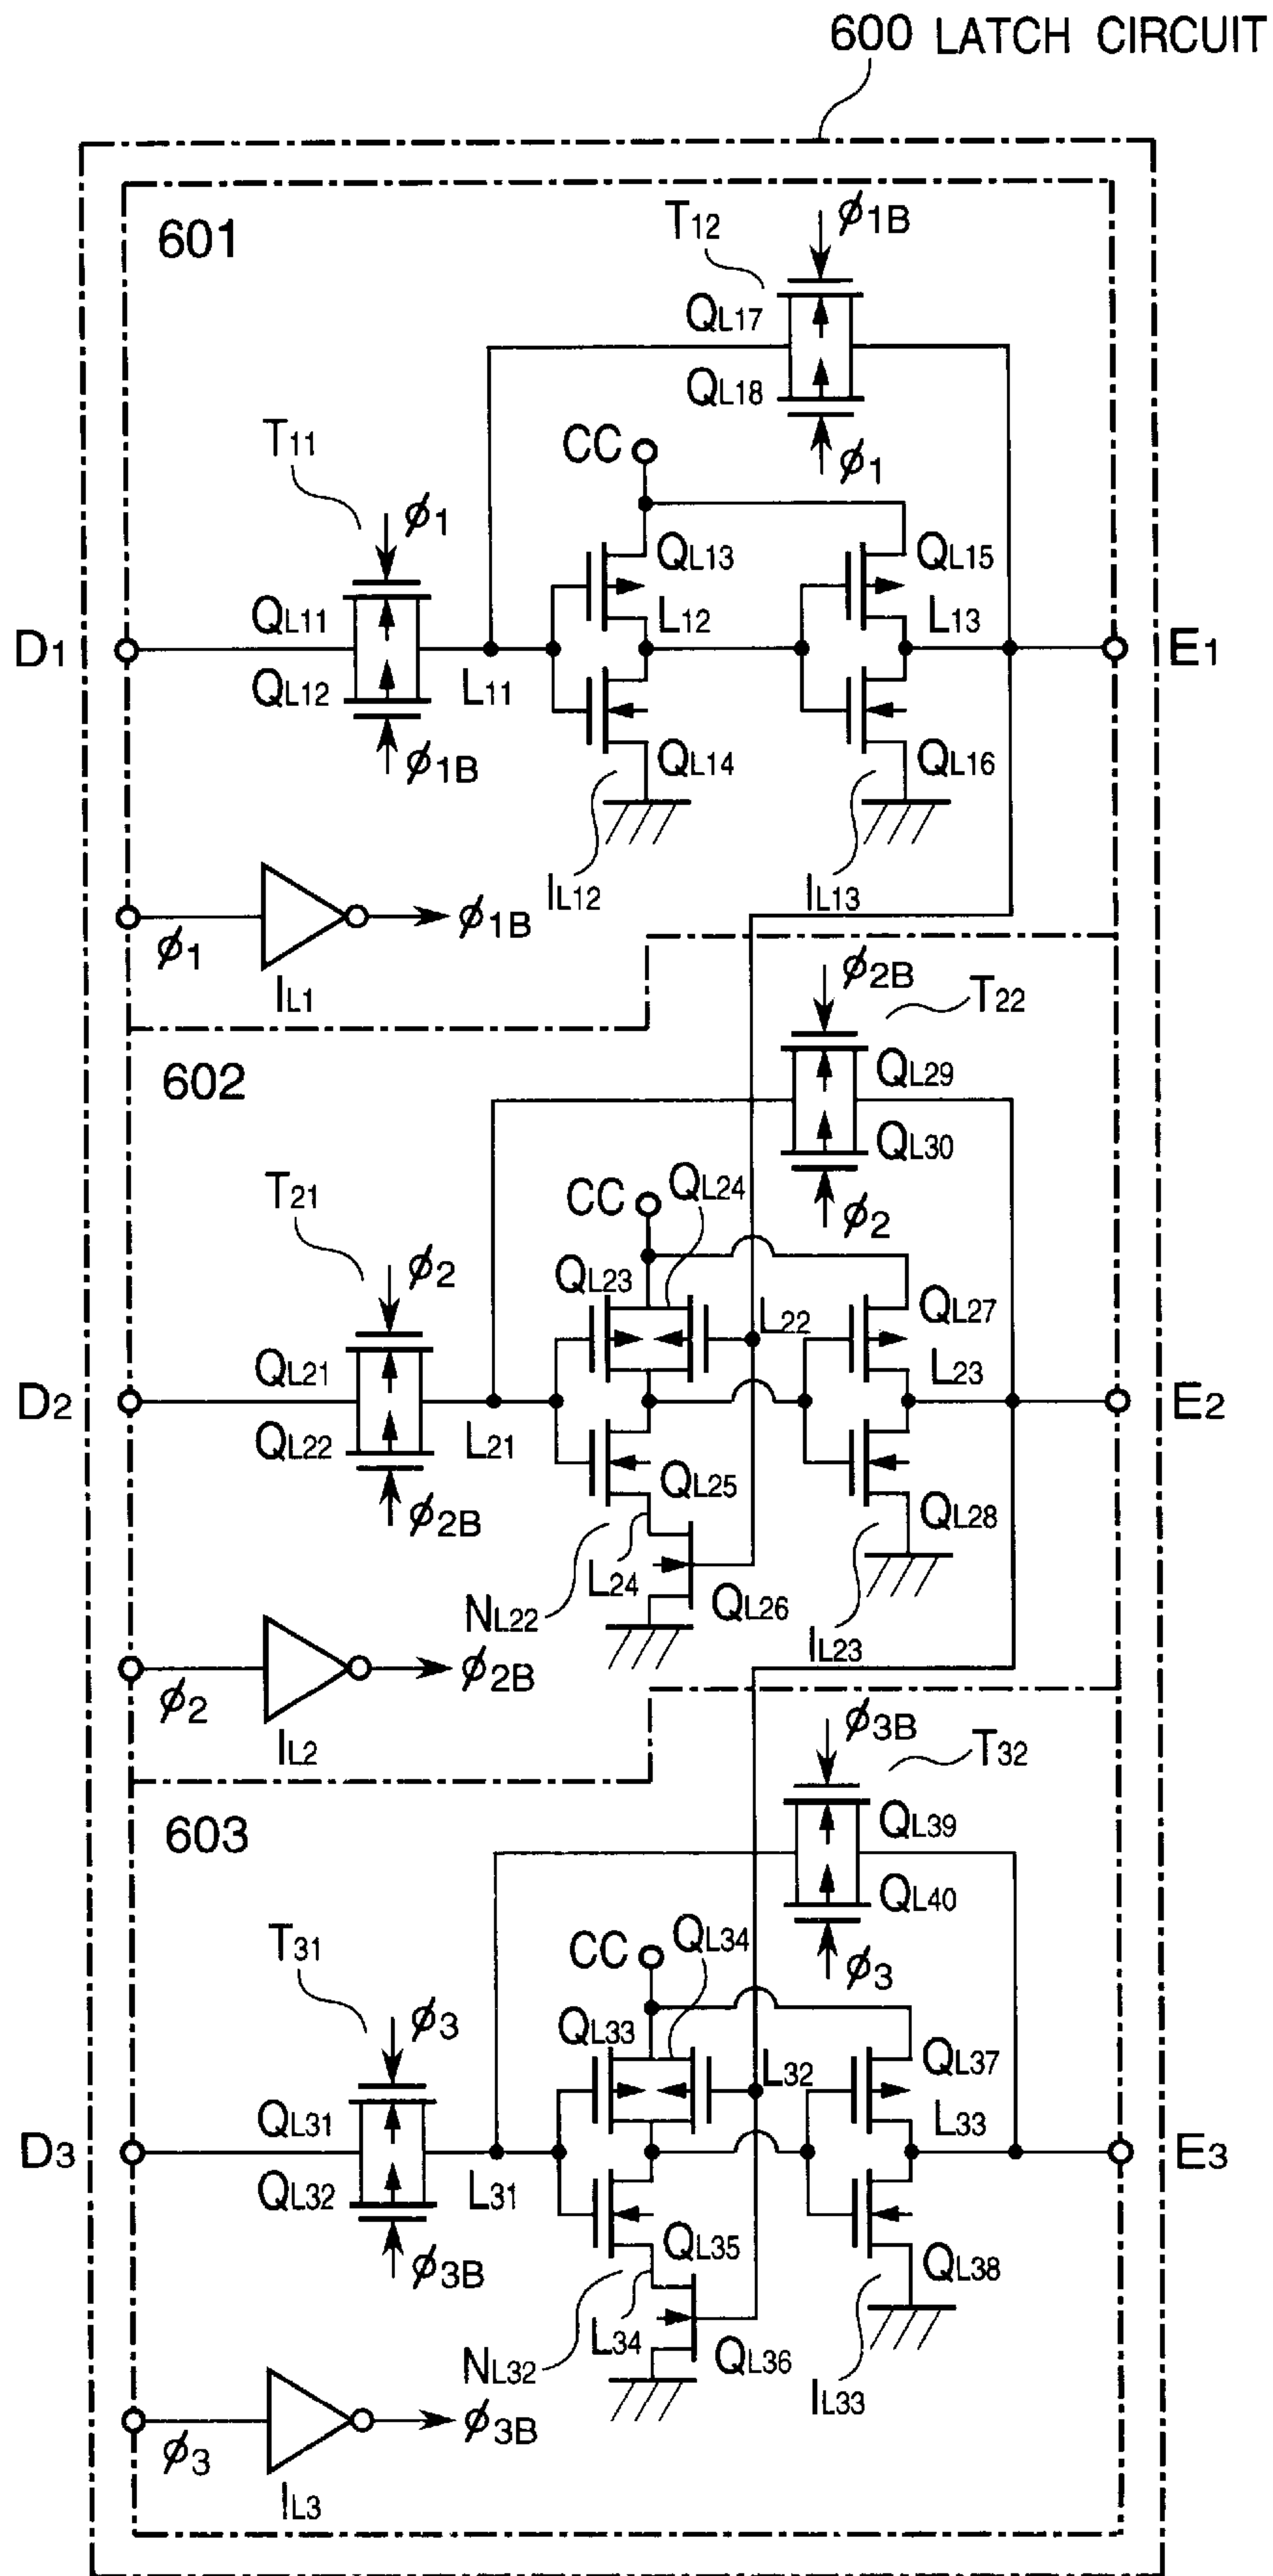 600 LATCH CIRCUIT
601
T12
ϕ1B
QL17
QL18
ϕ1
T11
CC
ϕ1
QL13
QL15
QL11
L12
L13
D1
E1
QL12
L11
ϕ1B
QL14
QL16
IL12
IL13
ϕ1
ϕ1B
IL1
602
ϕ2B
T22
QL29
QL30
T21
CC
QL24
ϕ2
ϕ2
QL23
L22
QL27
QL21
L23
D2
E2
QL22
L21
QL25
ϕ2B
QL28
L24
NL22
QL26
IL23
ϕ2
ϕ2B
IL2
603
ϕ3B
T32
QL39
QL40
T31
CC
QL34
ϕ3
ϕ3
QL33
L32
QL37
QL31
L33
D3
E3
QL32
L31
QL35
ϕ3B
QL38
L34
NL32
QL36
IL33
ϕ3
ϕ3B
IL3